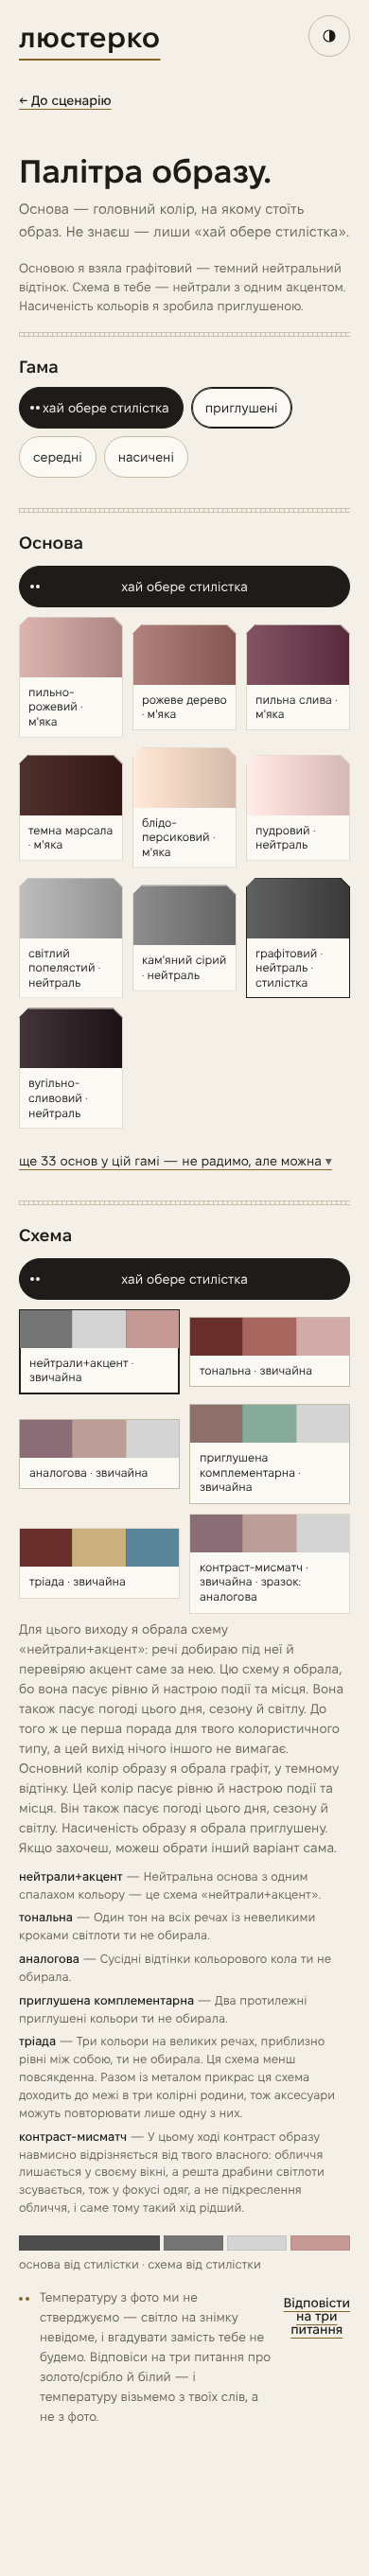 люстерко
← До сценарію
Палітра образу.
Основа — головний колір, на якому стоїть
образ. Не знаєш — лиши «хай обере стилістка».
Основою я взяла графітовий — темний нейтральний
відтінок. Схема в тебе — нейтрали з одним акцентом.
Насиченість кольорів я зробила приглушеною.
Гама
хай обере стилістка
приглушені
середні
насичені
Основа
хай обере стилістка
пильно-
рожевий ·
м'яка
рожеве дерево
· м'яка
пильна слива ·
м'яка
темна марсала
· м'яка
блідо-
персиковий ·
м'яка
пудровий ·
нейтраль
світлий
попелястий ·
нейтраль
кам'яний сірий
· нейтраль
графітовий ·
нейтраль ·
стилістка
вугільно-
сливовий ·
нейтраль
ще 33 основ у цій гамі — не радимо, але можна ▾
Схема
хай обере стилістка
нейтрали+акцент ·
звичайна
тональна · звичайна
аналогова · звичайна
приглушена
комплементарна ·
звичайна
тріада · звичайна
контраст-мисматч ·
звичайна · зразок:
аналогова
Для цього виходу я обрала схему
«нейтрали+акцент»: речі добираю під неї й
перевіряю акцент саме за нею. Цю схему я обрала,
бо вона пасує рівню й настрою події та місця. Вона
також пасує погоді цього дня, сезону й світлу. До
того ж це перша порада для твого колористичного
типу, а цей вихід нічого іншого не вимагає.
Основний колір образу я обрала графіт, у темному
відтінку. Цей колір пасує рівню й настрою події та
місця. Він також пасує погоді цього дня, сезону й
світлу. Насиченість образу я обрала приглушену.
Якщо захочеш, можеш обрати інший варіант сама.
нейтрали+акцент — Нейтральна основа з одним
спалахом кольору — це схема «нейтрали+акцент».
тональна — Один тон на всіх речах із невеликими
кроками світлоти ти не обирала.
аналогова — Сусідні відтінки кольорового кола ти не
обирала.
приглушена комплементарна — Два протилежні
приглушені кольори ти не обирала.
тріада — Три кольори на великих речах, приблизно
рівні між собою, ти не обирала. Ця схема менш
повсякденна. Разом із металом прикрас ця схема
доходить до межі в три колірні родини, тож аксесуари
можуть повторювати лише одну з них.
контраст-мисматч — У цьому ході контраст образу
навмисно відрізняється від твого власного: обличчя
лишається у своєму вікні, а решта драбини світлоти
зсувається, тож у фокусі одяг, а не підкреслення
обличчя, і саме тому такий хід рідший.
основа від стилістки · схема від стилістки
Температуру з фото ми не
стверджуємо — світло на знімку
невідоме, і вгадувати замість тебе не
будемо. Відповіси на три питання про
золото/срібло й білий — і
температуру візьмемо з твоїх слів, а
не з фото.
Відповісти
на три
питання